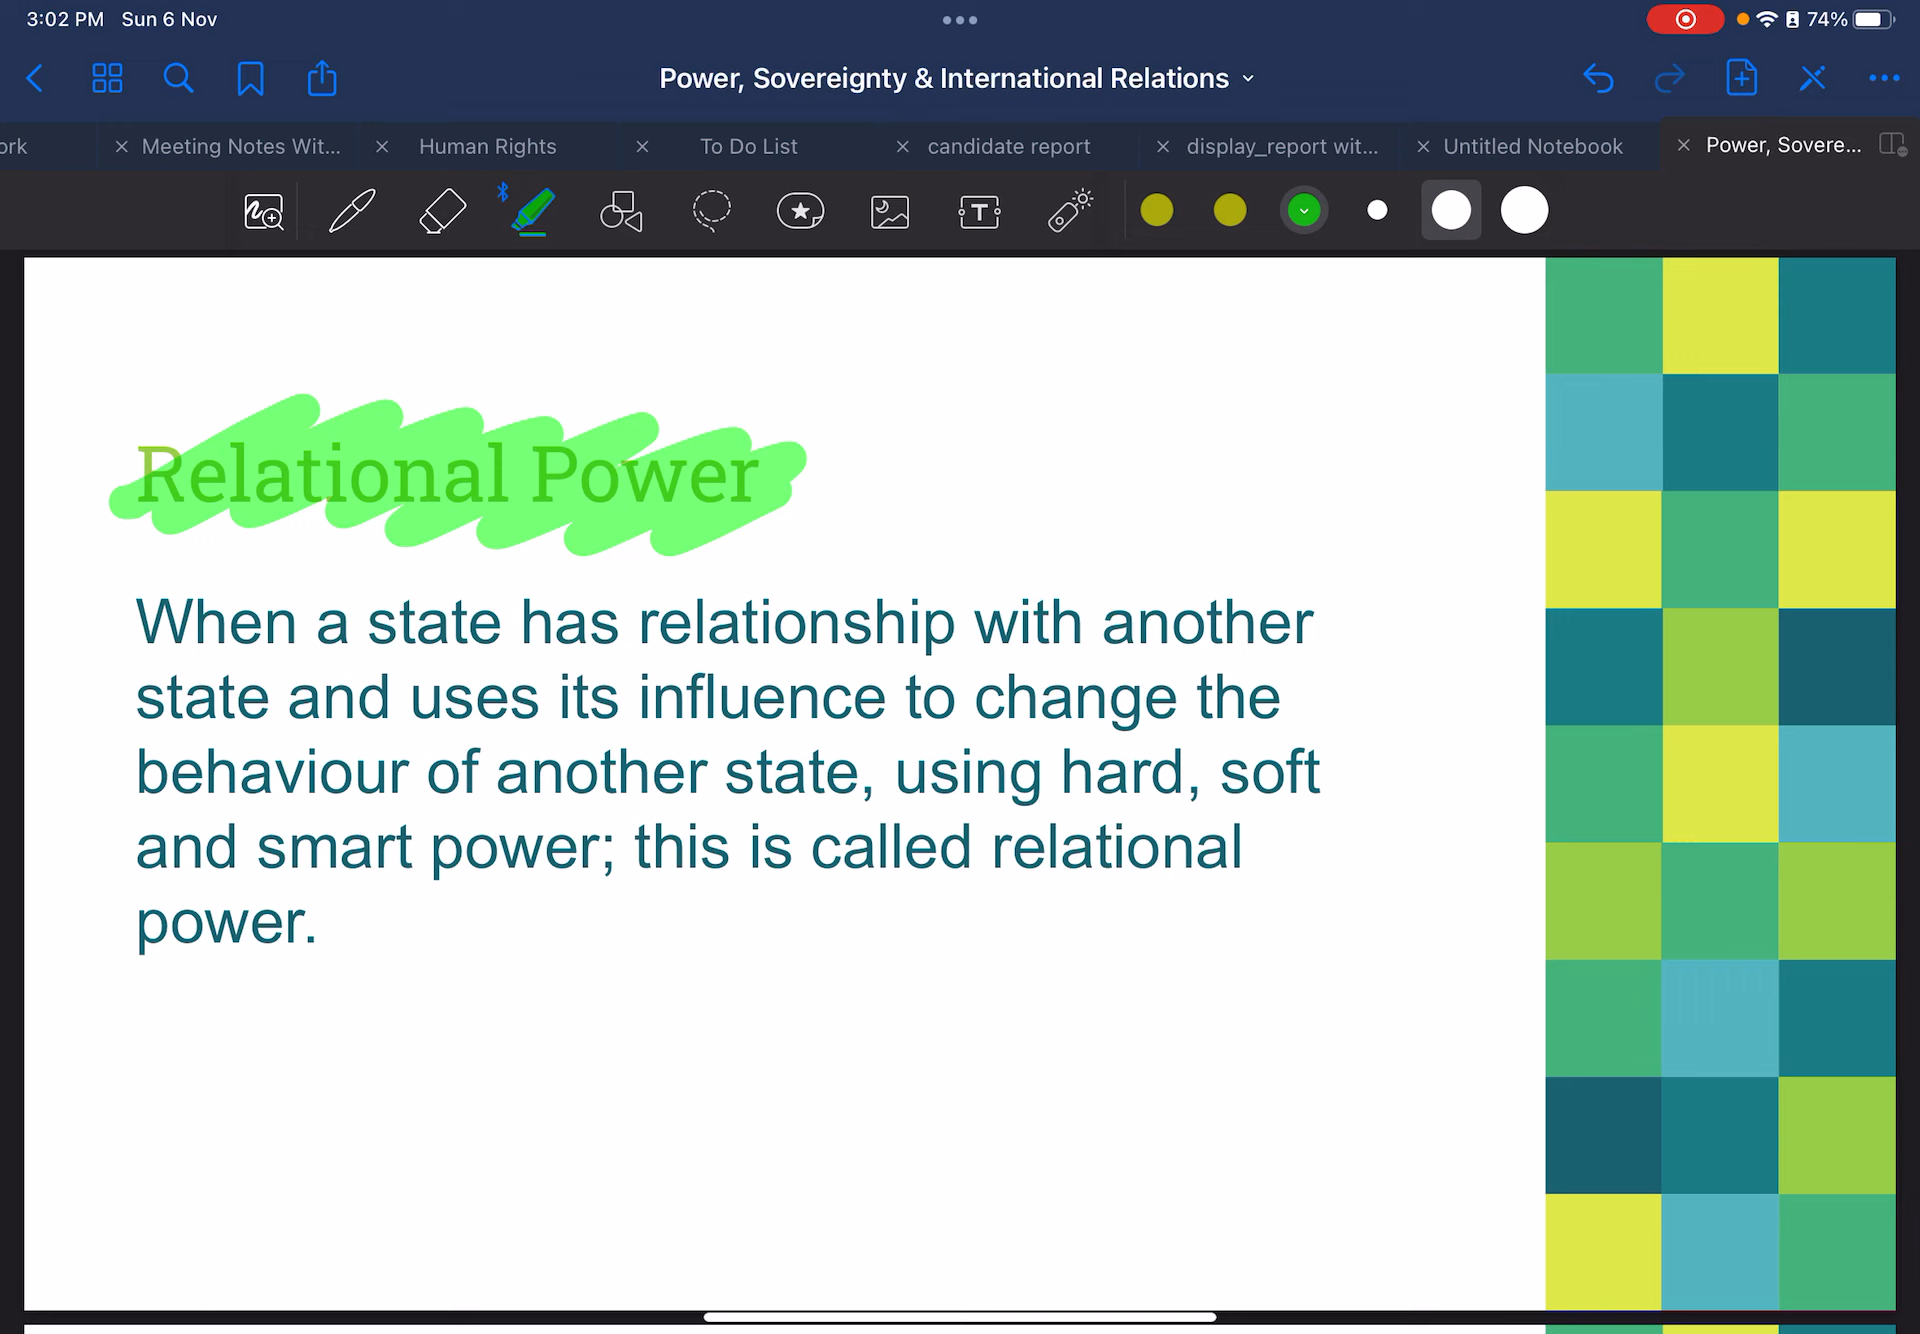 3:02 PM Sun 6 Nov
74%
Power, Sovereignty & International Relations
ork
Meeting Notes Wit...
Human Rights
To Do List
candidate report
display_report wit...
Untitled Notebook
Power, Sovere...
T
Relational Power
When a state has relationship with another
state and uses its influence to change the
behaviour of another state, using hard, soft
and smart power; this is called relational
power.